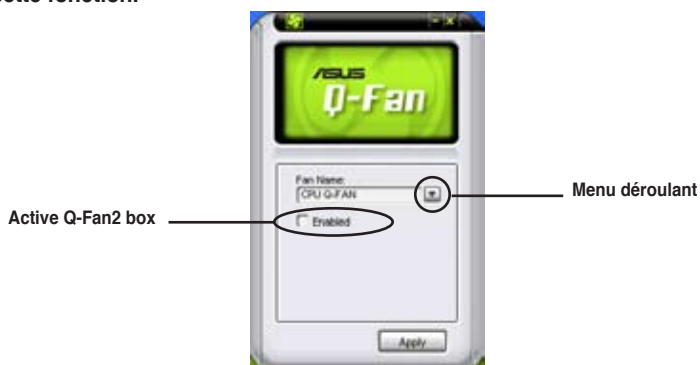 cette fonction.
ASUS
Q-Fan
Fan Name:
CPU Q-FAN
Menu déroulant
Active Q-Fan2 box
Enabled
Apply